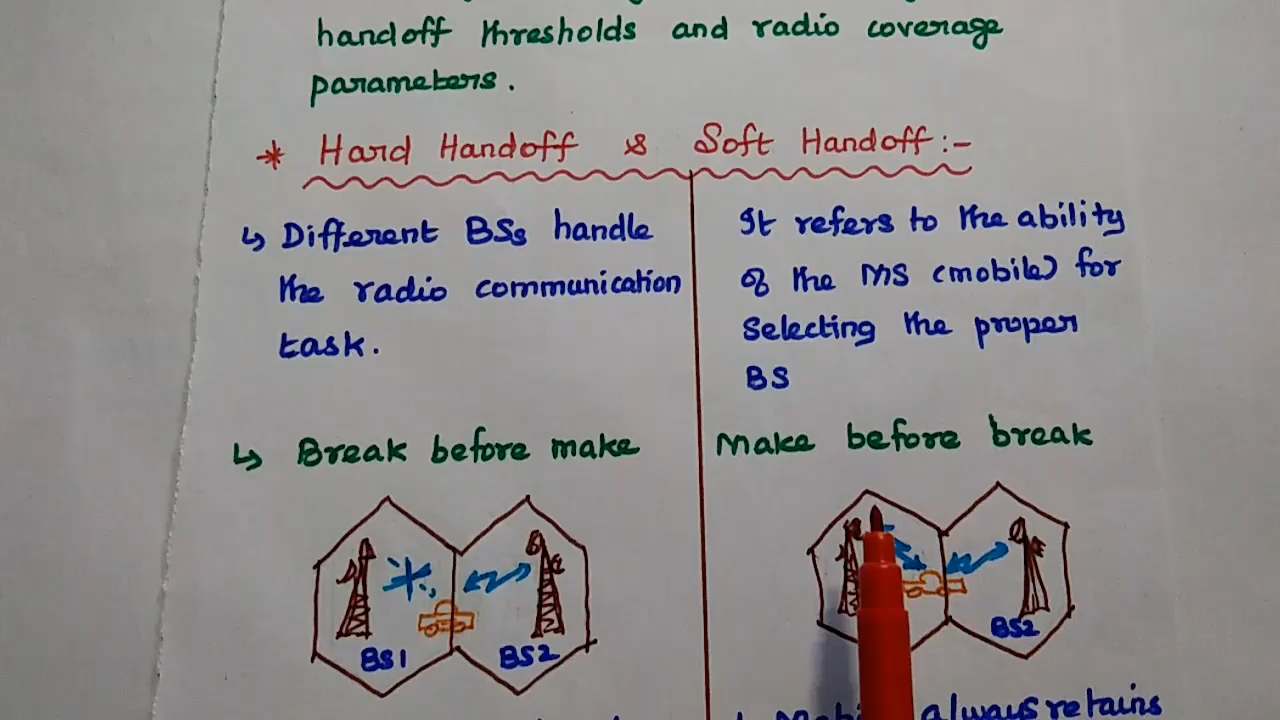 handoff thresholds and radio coverage
parameters.
* Hard Handoff & Soft Handoff:-
↳ Different BSs handle
the radio communication
task.
It refers to the ability
of the MS (mobile) for
selecting the proper
BS
↳ Break before make
Make before break
BS1
BS2
BS2
always retains